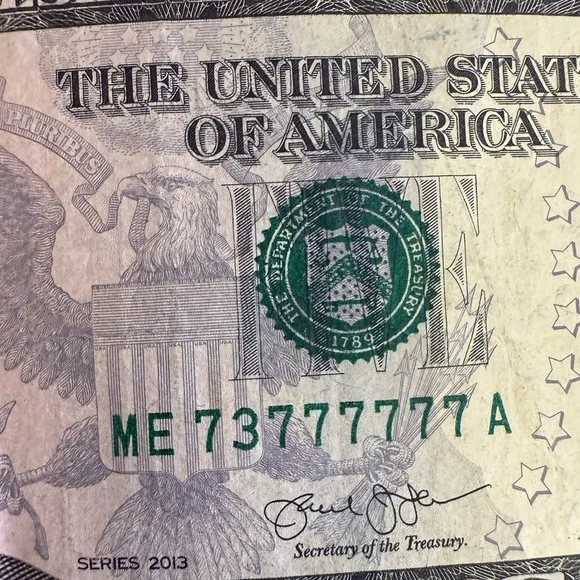 PLURIBUS
THE UNITED STAT
OF AMERICA
THE DEPARTMENT OF THE TREASURY
1789
USA
ME 73777777 A
Secretary of the Treasury.
SERIES 2013